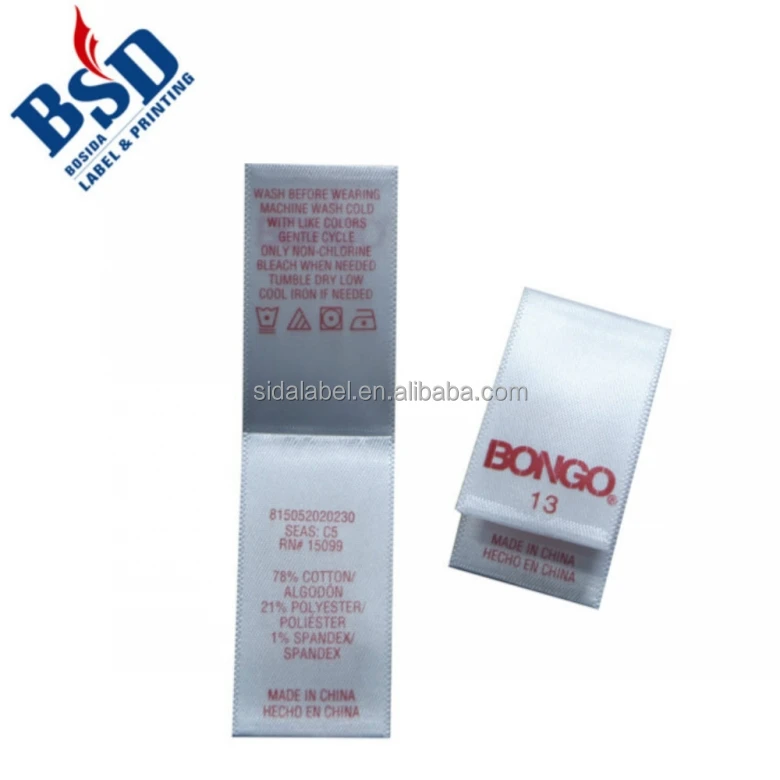 BSD
BOSIDA
LABEL & PRINTING
WASH BEFORE WEARING
MACHINE WASH COLD
WITH LIKE COLORS
GENTLE CYCLE
ONLY NON-CHLORINE
BLEACH WHEN NEEDED
TUMBLE DRY LOW
COOL IRON IF NEEDED
sidalabel.en.alibaba.com
815052020230
SEAS: C5
RN# 15099
78% COTTON/
ALGODÓN
21% POLYESTER/
POLIÉSTER
1% SPANDEX/
SPANDEX
MADE IN CHINA
HECHO EN CHINA
BONGO®
13
MADE IN CHINA
HECHO EN CHINA